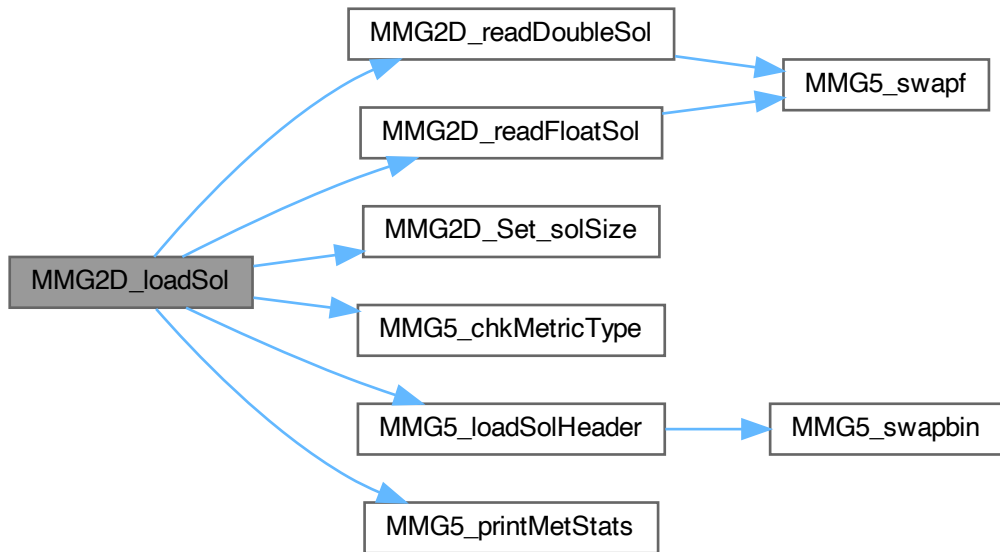 MMG2D_readDoubleSol
MMG5_swapf
MMG2D_readFloatSol
MMG2D_Set_solSize
MMG2D_loadSol
MMG5_chkMetricType
MMG5_loadSolHeader
MMG5_swapbin
MMG5_printMetStats